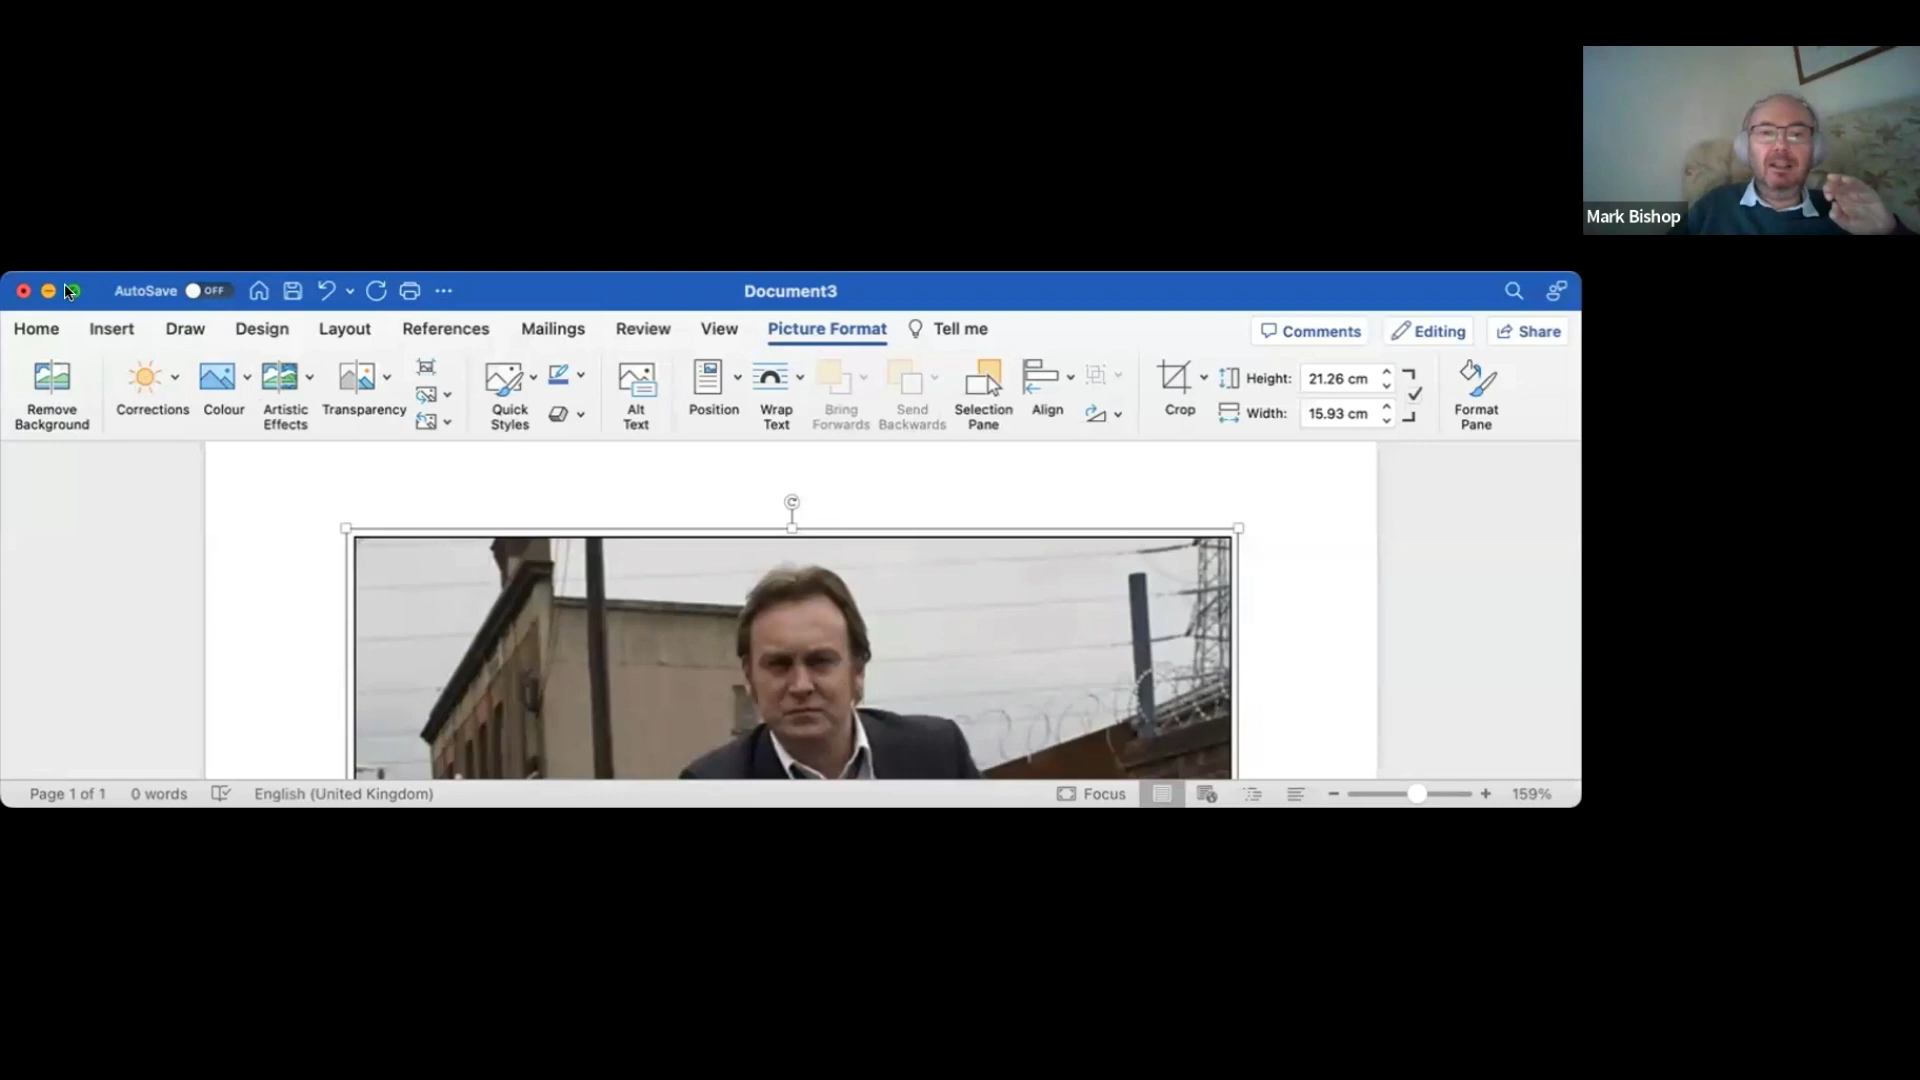 Mark Bishop
AutoSave OFF
Document3
Home Insert Draw Design Layout References Mailings Review View Picture Format Tell me Comments Editing Share
Remove Background
Corrections
Colour
Artistic Effects
Transparency
Quick Styles
Alt Text
Position
Wrap Text
Bring Forwards
Send Backwards
Selection Pane
Align
Crop
Height: 21.26 cm
Width: 15.93 cm
Format Pane
Page 1 of 1 0 words English (United Kingdom) Focus 159%